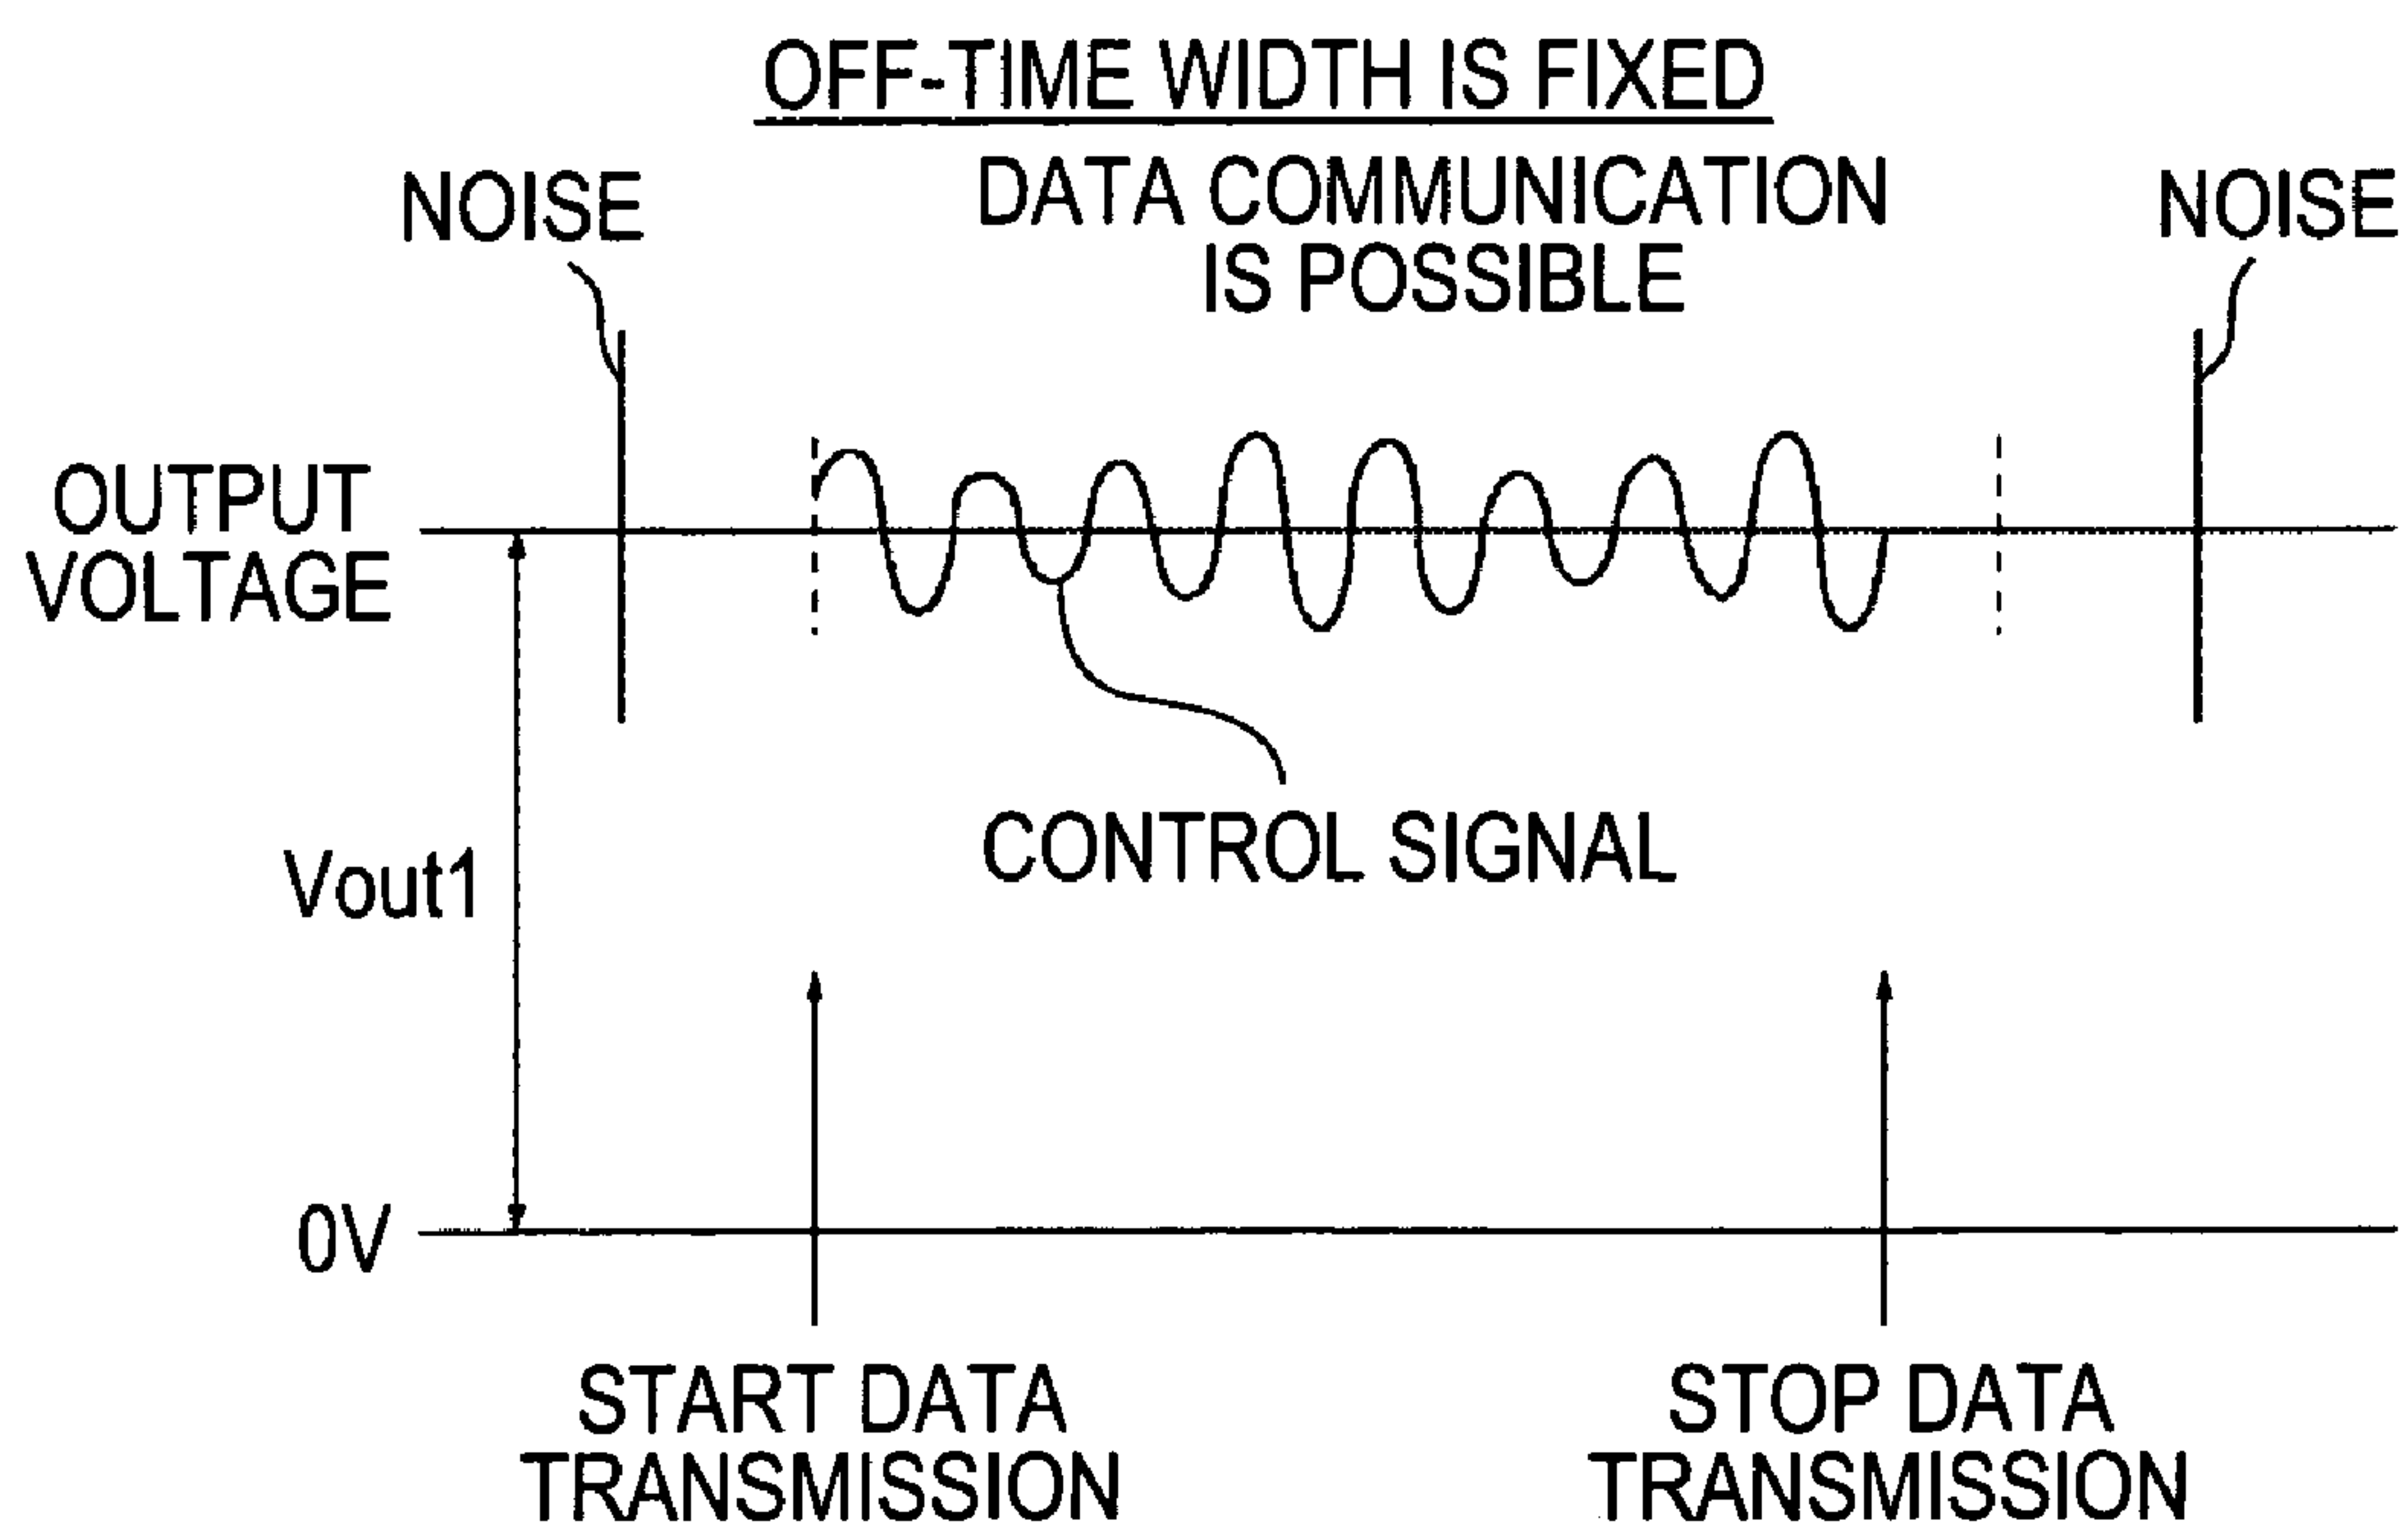 OFF-TIME WIDTH IS FIXED
NOISE
DATA COMMUNICATION
IS POSSIBLE
NOISE
OUTPUT
VOLTAGE
CONTROL SIGNAL
Vout1
0V
START DATA
TRANSMISSION
STOP DATA
TRANSMISSION